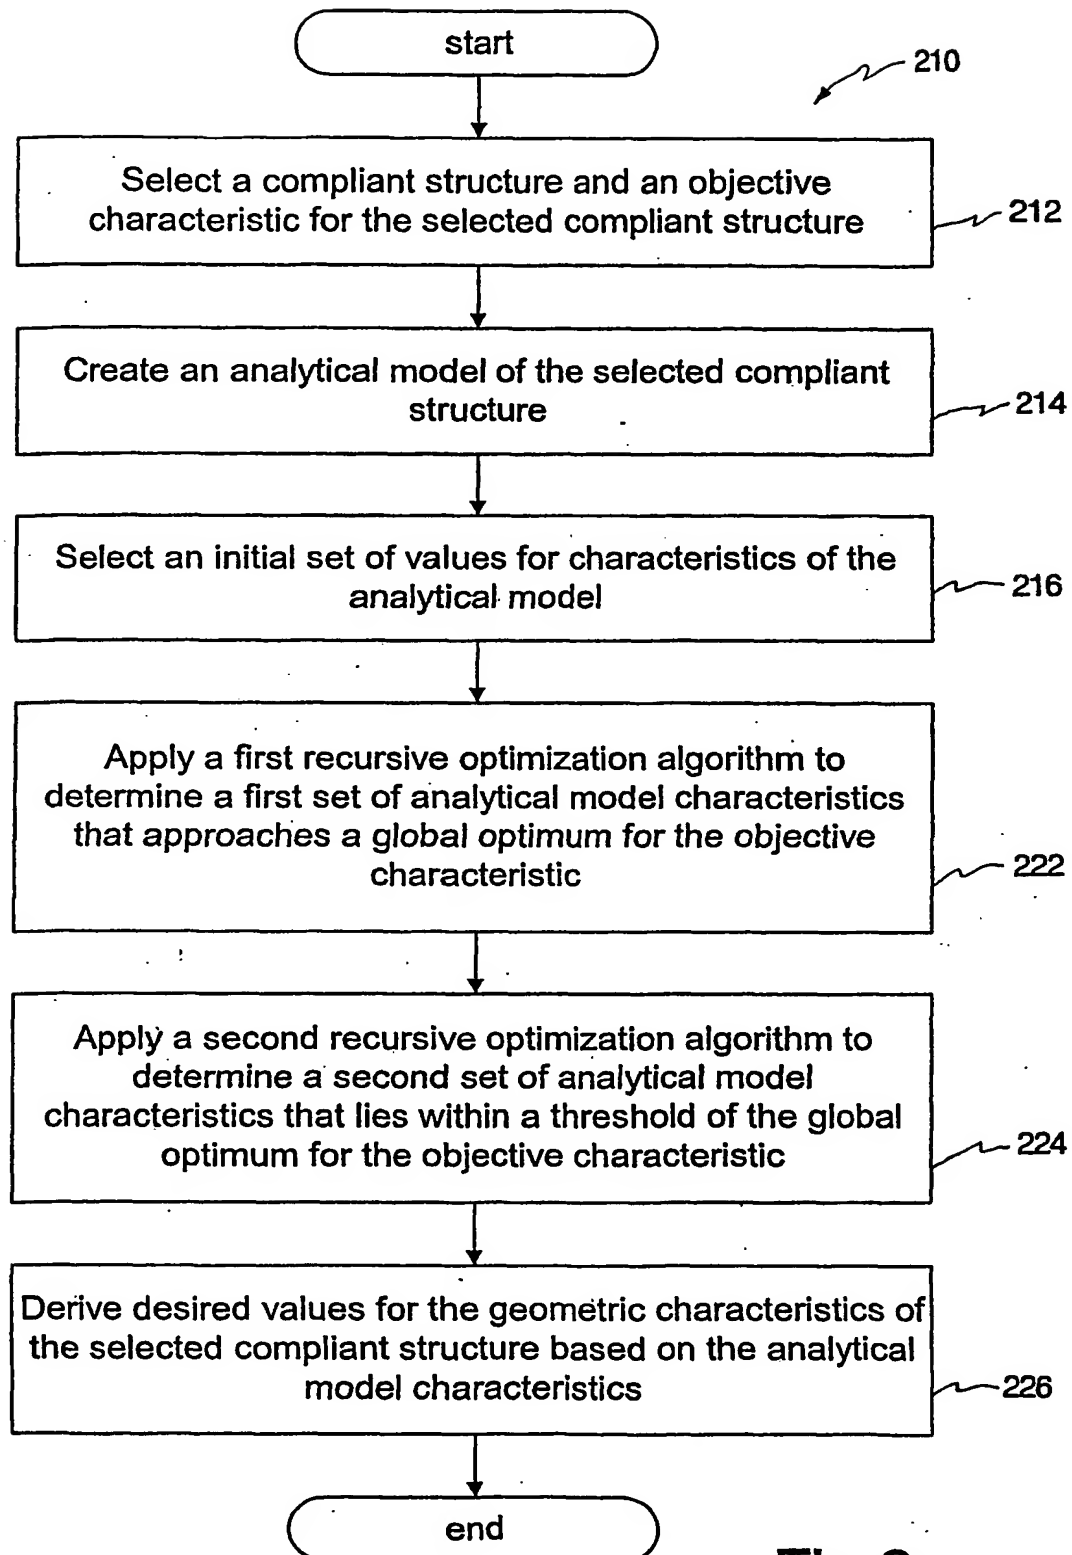 start
210
Select a compliant structure and an objective
characteristic for the selected compliant structure
212
Create an analytical model of the selected compliant
structure
214
Select an initial set of values for characteristics of the
analytical model
216
Apply a first recursive optimization algorithm to
determine a first set of analytical model characteristics
that approaches a global optimum for the objective
characteristic
222
Apply a second recursive optimization algorithm to
determine a second set of analytical model
characteristics that lies within a threshold of the global
optimum for the objective characteristic
224
Derive desired values for the geometric characteristics of
the selected compliant structure based on the analytical
model characteristics
226
end